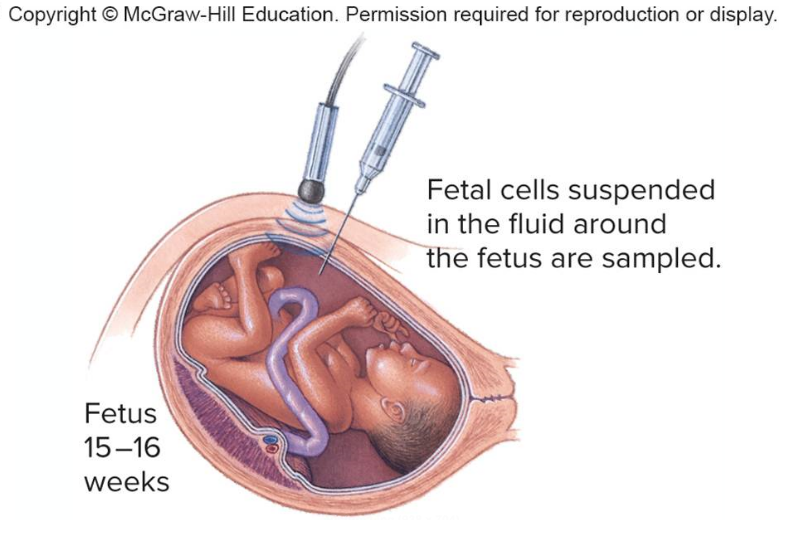 Copyright © McGraw-Hill Education. Permission required for reproduction or display.
Fetal cells suspended
in the fluid around
the fetus are sampled.
Fetus
15–16
weeks